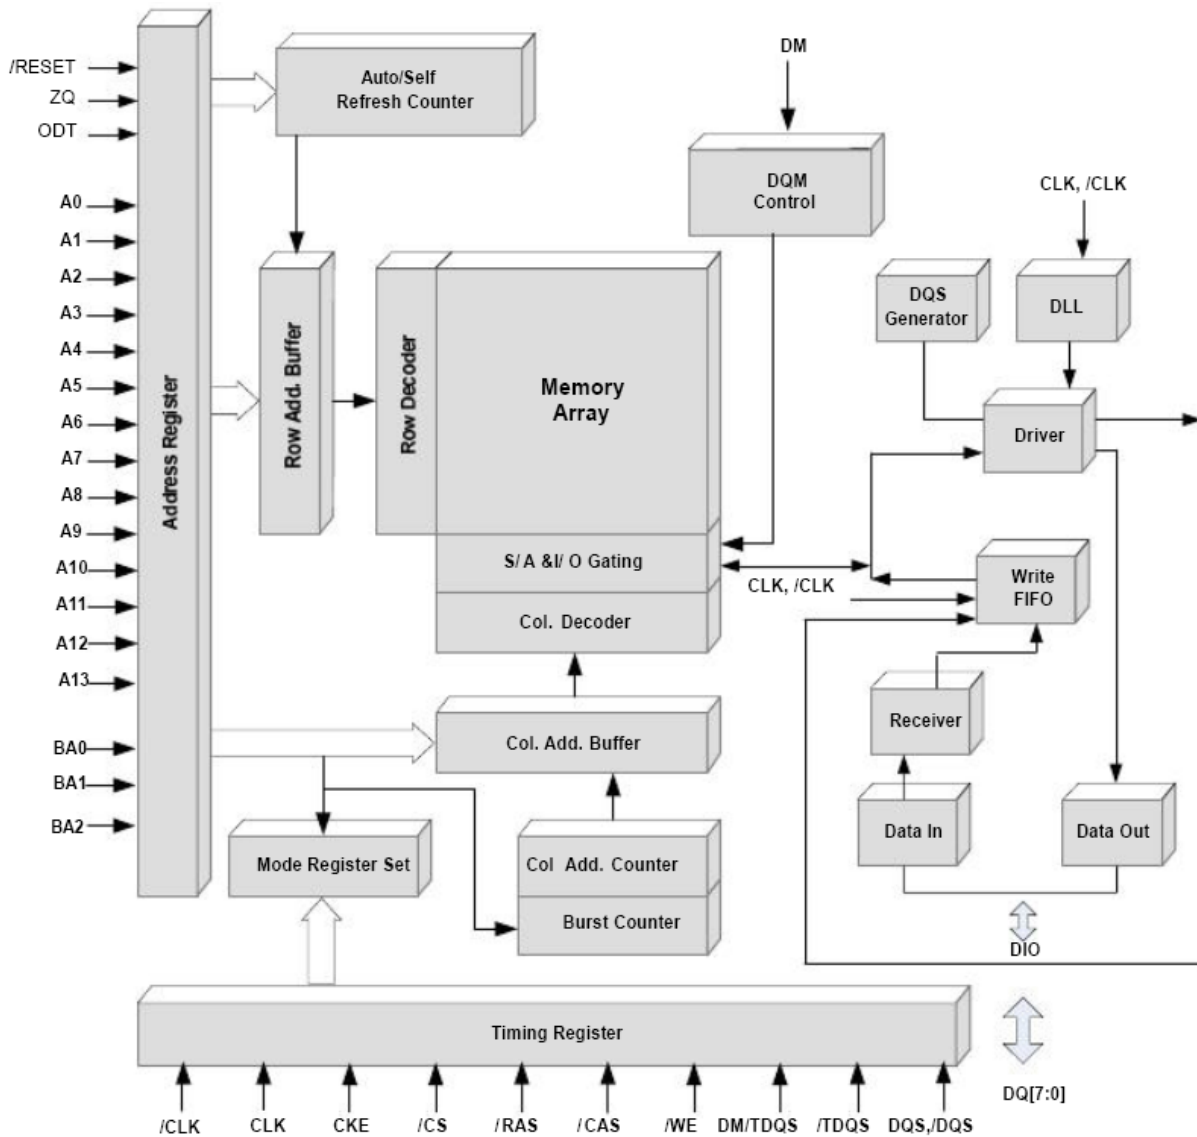 /RESET
ZQ
ODT
A0
A1
A2
A3
A4
A5
A6
A7
A8
A9
A10
A11
A12
A13
BA0
BA1
BA2
Address Register
Auto/Self
Refresh Counter
Row Add. Buffer
Row Decoder
Memory
Array
S/ A &I/ O Gating
Col. Decoder
Col. Add. Buffer
Col Add. Counter
Burst Counter
Mode Register Set
DM
DQM
Control
CLK, /CLK
DQS
Generator
DLL
Driver
CLK, /CLK
Write
FIFO
Receiver
Data In
Data Out
DIO
Timing Register
DQ[7:0]
/CLK
CLK
CKE
/CS
/RAS
/CAS
/WE
DM/TDQS
/TDQS
DQS,/DQS